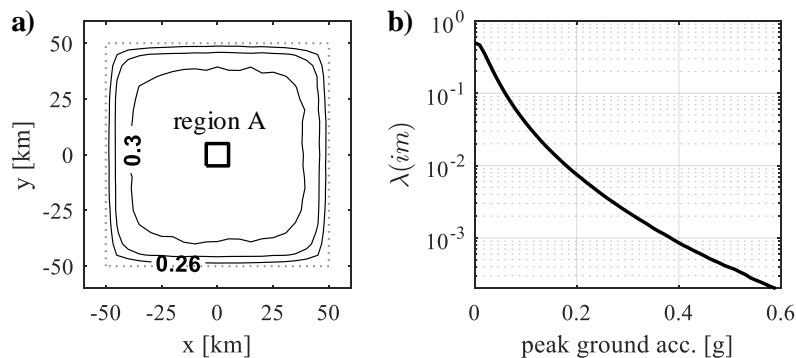 a)
50
25
0
-25
-50
y [km]
region A
0.3
0.26
-50
-25
0
25
50
x [km]
b)
10^0
10^-1
10^-2
10^-3
λ(im)
0
0.2
0.4
0.6
peak ground acc. [g]